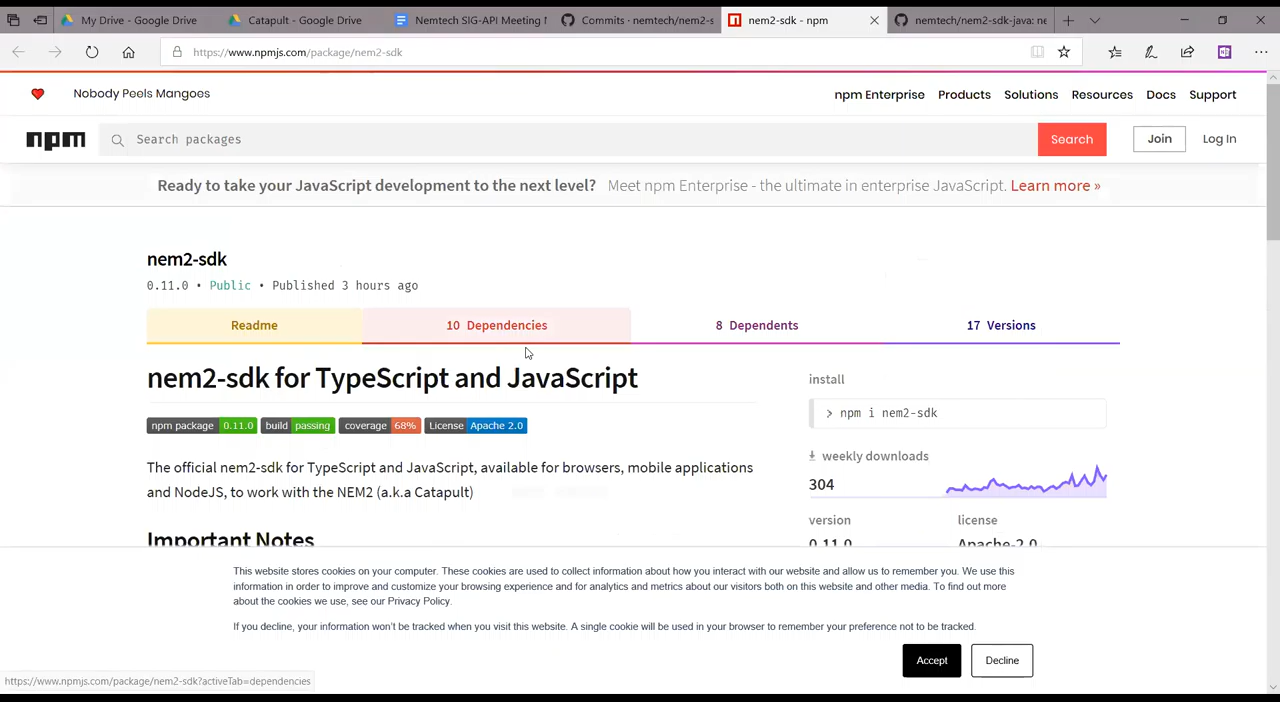 My Drive - Google Drive
Catapult - Google Drive
Nemtech SIG-API Meeting
Commits · nemtech/nem2-s
nem2-sdk - npm
nemtech/nem2-sdk-java: ne
https://www.npmjs.com/package/nem2-sdk
Nobody Peels Mangoes
npm Enterprise Products Solutions Resources Docs Support
npm
Search packages
Search
Join
Log In
Ready to take your JavaScript development to the next level? Meet npm Enterprise - the ultimate in enterprise JavaScript. Learn more »
nem2-sdk
0.11.0 • Public • Published 3 hours ago
Readme
10 Dependencies
8 Dependents
17 Versions
nem2-sdk for TypeScript and JavaScript
npm package 0.11.0 build passing coverage 68% License Apache 2.0
The official nem2-sdk for TypeScript and JavaScript, available for browsers, mobile applications
and NodeJS, to work with the NEM2 (a.k.a Catapult)
Important Notes
install
> npm i nem2-sdk
weekly downloads
304
version
license
0.11.0
Apache-2.0
This website stores cookies on your computer. These cookies are used to collect information about how you interact with our website and allow us to remember you. We use this
information in order to improve and customize your browsing experience and for analytics and metrics about our visitors both on this website and other media. To find out more
about the cookies we use, see our Privacy Policy.
If you decline, your information won't be tracked when you visit this website. A single cookie will be used in your browser to remember your preference not to be tracked.
Accept
Decline
https://www.npmjs.com/package/nem2-sdk?activeTab=dependencies